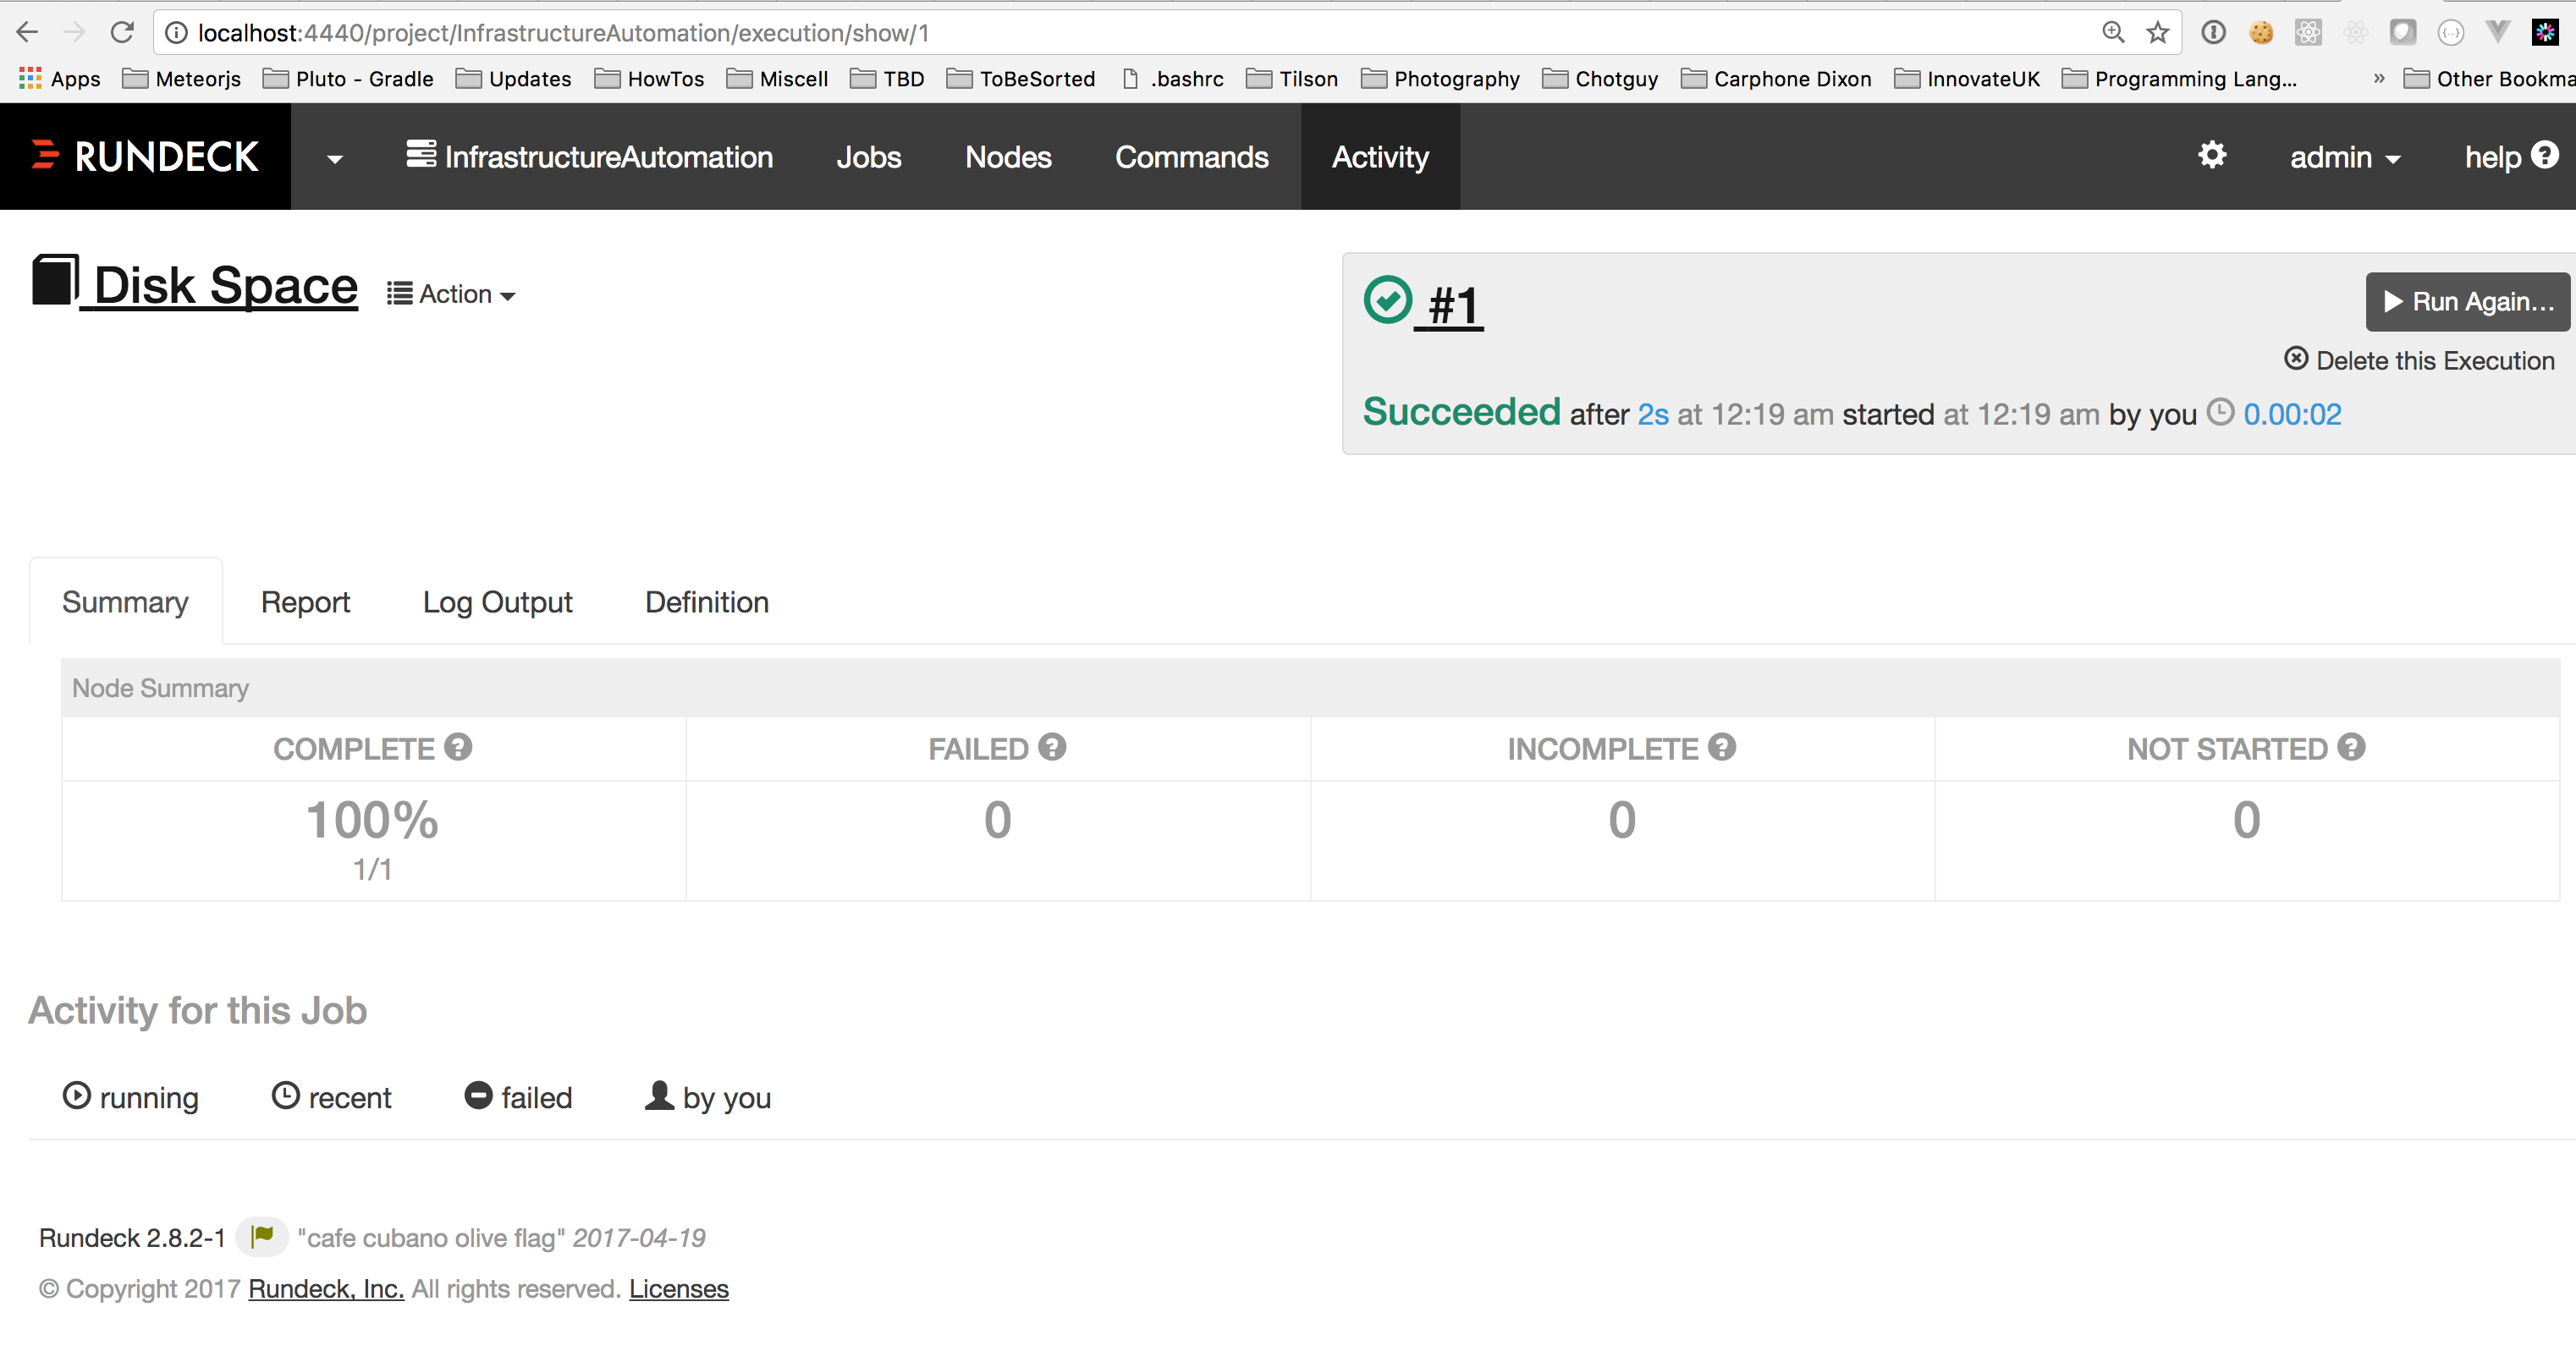 localhost:4440/project/InfrastructureAutomation/execution/show/1
Apps Meteorjs Pluto - Gradle Updates HowTos Miscell TBD ToBeSorted .bashrc Tilson Photography Chotguy Carphone Dixon InnovateUK Programming Lang... » Other Bookma
RUNDECK InfrastructureAutomation Jobs Nodes Commands Activity admin help
Disk Space Action
#1 Run Again...
Delete this Execution
Succeeded after 2s at 12:19 am started at 12:19 am by you 0.00:02
Summary Report Log Output Definition
Node Summary
COMPLETE FAILED INCOMPLETE NOT STARTED
100% 0 0 0
1/1
Activity for this Job
running recent failed by you
Rundeck 2.8.2-1 "cafe cubano olive flag" 2017-04-19
© Copyright 2017 Rundeck, Inc. All rights reserved. Licenses